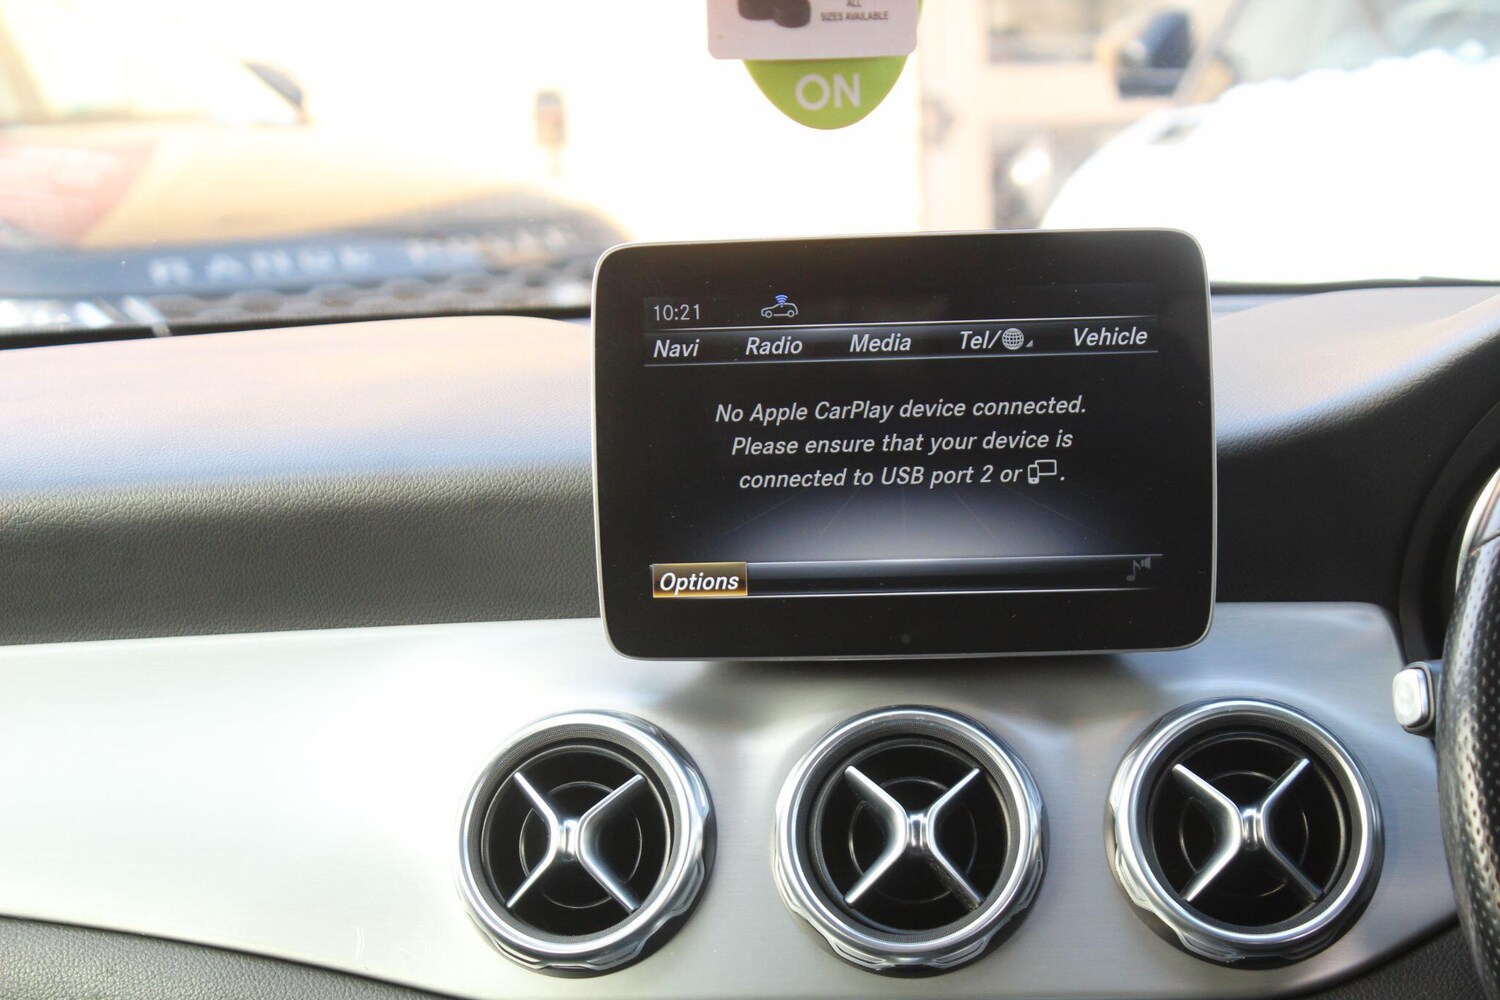 ALL
SIZES AVAILABLE
ON
RANGE
10:21
Navi Radio Media Tel/ Vehicle
No Apple CarPlay device connected.
Please ensure that your device is
connected to USB port 2 or .
Options